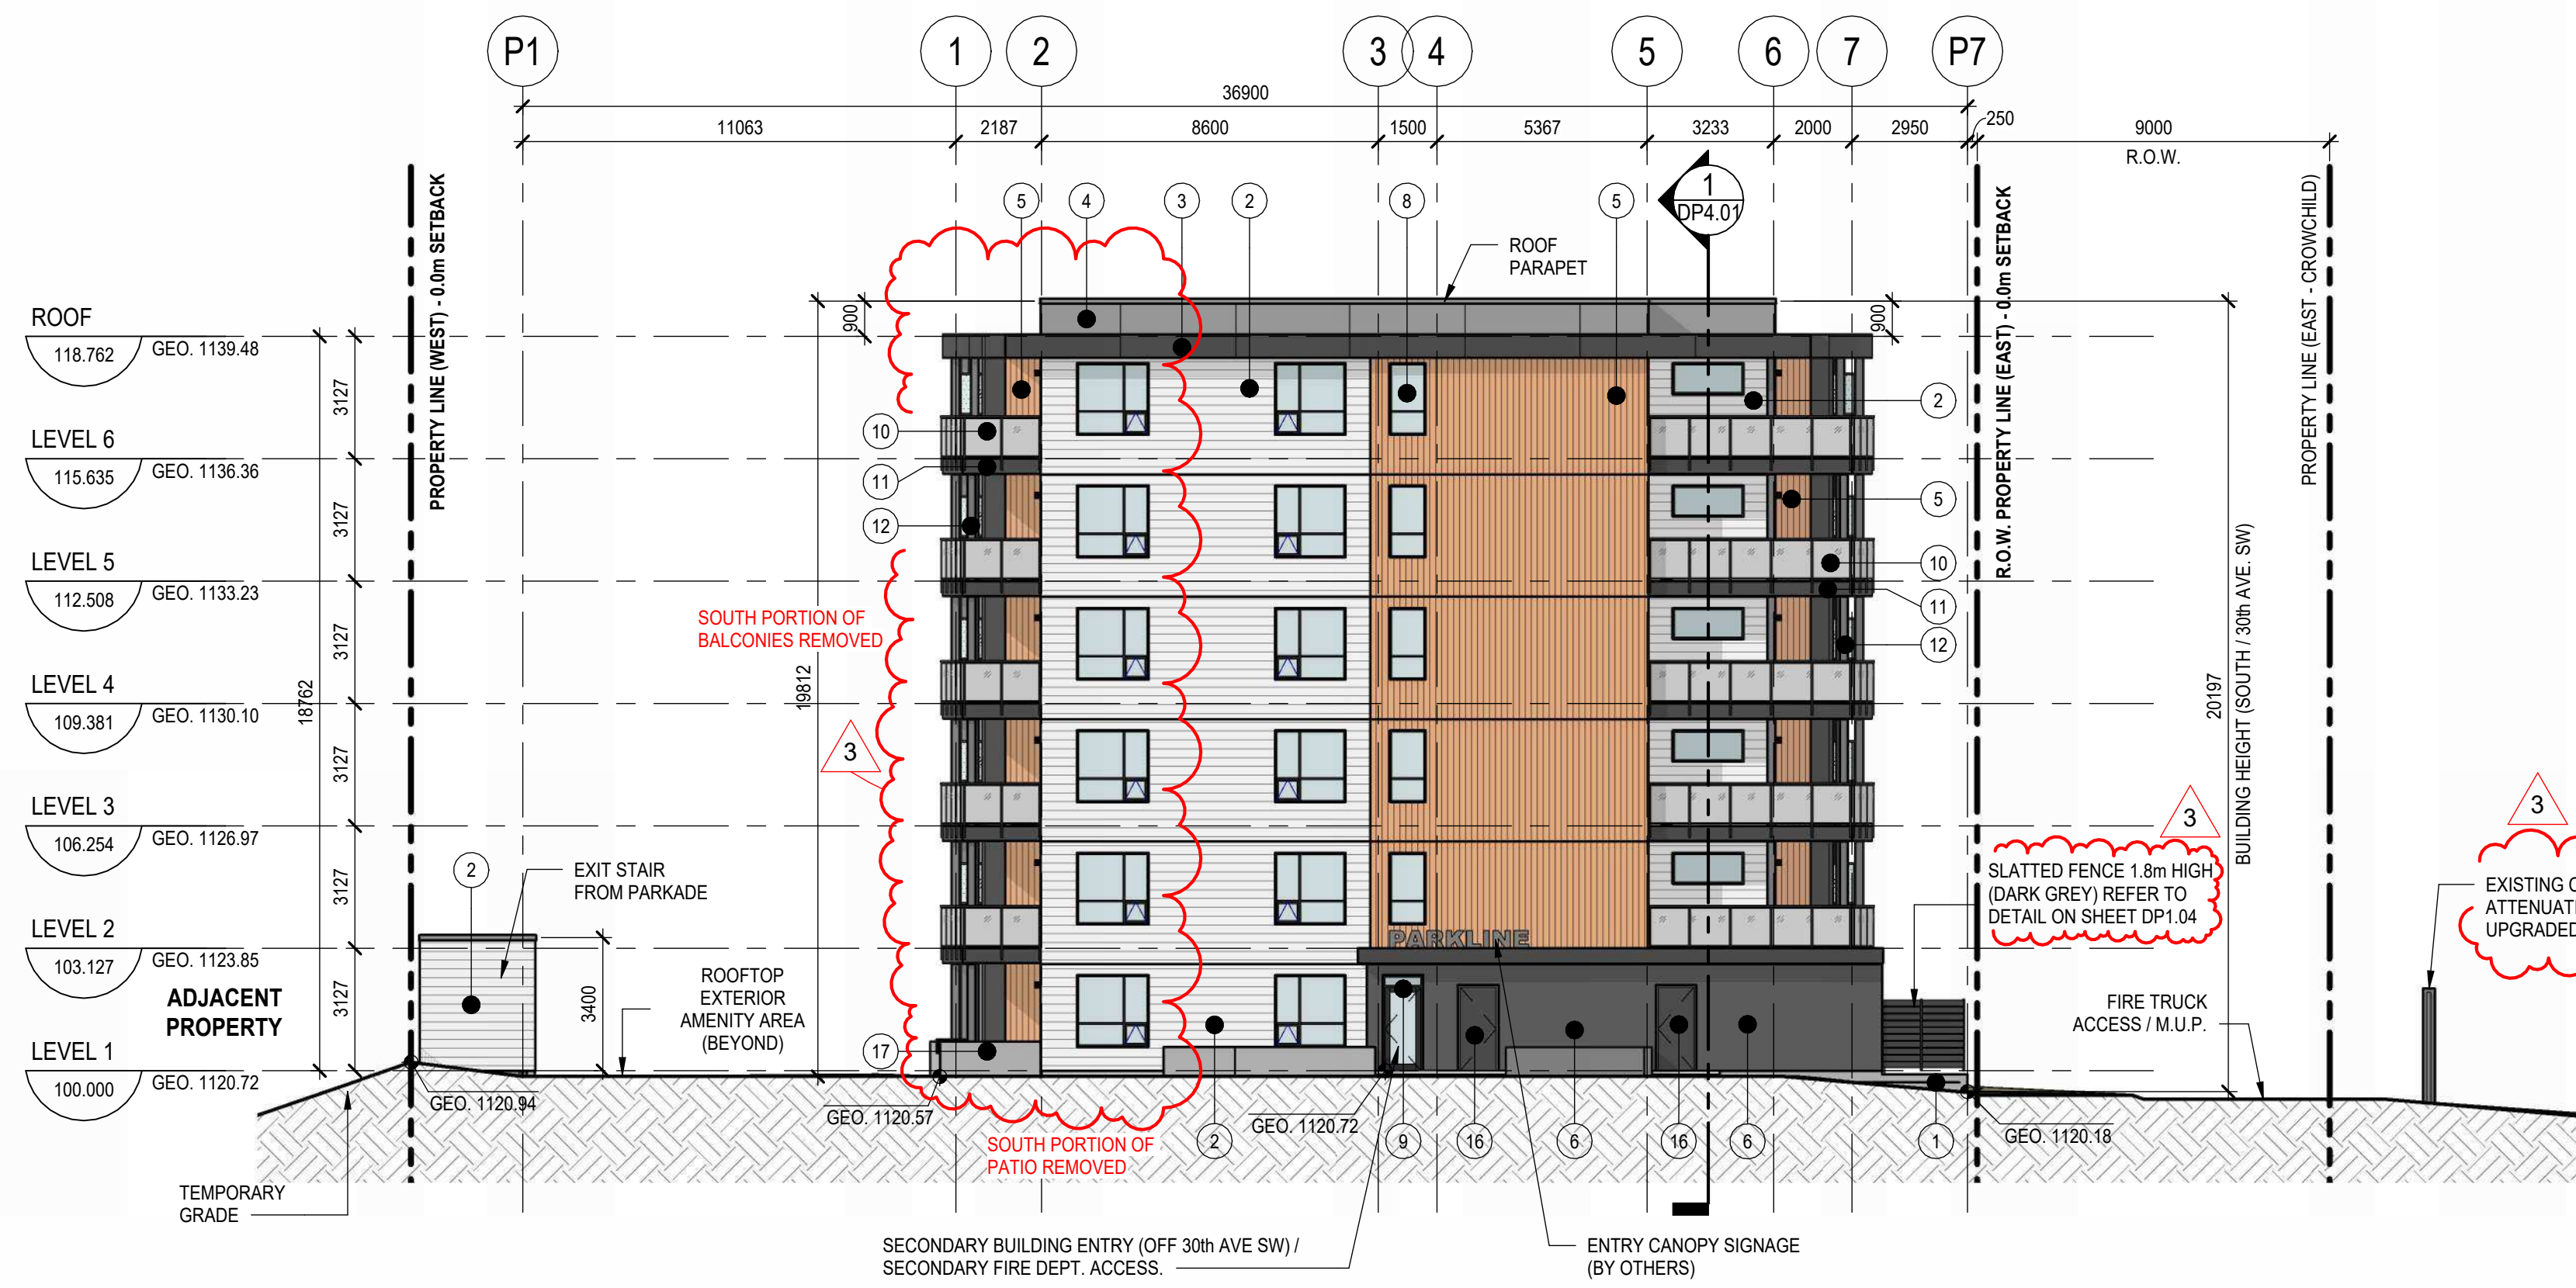 P1
1
2
3
4
5
6
7
P7
36900
11063
2187
8600
1500
5367
3233
2000
2950
250
9000
R.O.W.
PROPERTY LINE (WEST) - 0.0m SETBACK
5
4
3
2
8
5
1
DP4.01
R.O.W. PROPERTY LINE (EAST) - 0.0m SETBACK
PROPERTY LINE (EAST - CROWCHILD)
ROOF
PARAPET
900
900
ROOF
118.762
GEO. 1139.48
3127
LEVEL 6
115.635
GEO. 1136.36
3127
LEVEL 5
112.508
GEO. 1133.23
3127
LEVEL 4
109.381
GEO. 1130.10
3127
LEVEL 3
106.254
GEO. 1126.97
3127
LEVEL 2
103.127
GEO. 1123.85
3127
LEVEL 1
100.000
GEO. 1120.72
18762
19812
20197
BUILDING HEIGHT (SOUTH / 30th AVE. SW)
10
11
12
2
5
10
11
12
SOUTH PORTION OF
BALCONIES REMOVED
3
3
3
SLATTED FENCE 1.8m HIGH
(DARK GREY) REFER TO
DETAIL ON SHEET DP1.04
EXISTING
ATTENUAT
UPGRADED
2
EXIT STAIR
FROM PARKADE
3400
ADJACENT
PROPERTY
ROOFTOP
EXTERIOR
AMENITY AREA
(BEYOND)
PARKLINE
FIRE TRUCK
ACCESS / M.U.P.
17
GEO. 1120.94
GEO. 1120.57
GEO. 1120.72
GEO. 1120.18
2
9
16
6
16
6
1
SOUTH PORTION OF
PATIO REMOVED
TEMPORARY
GRADE
SECONDARY BUILDING ENTRY (OFF 30th AVE SW) /
SECONDARY FIRE DEPT. ACCESS.
ENTRY CANOPY SIGNAGE
(BY OTHERS)